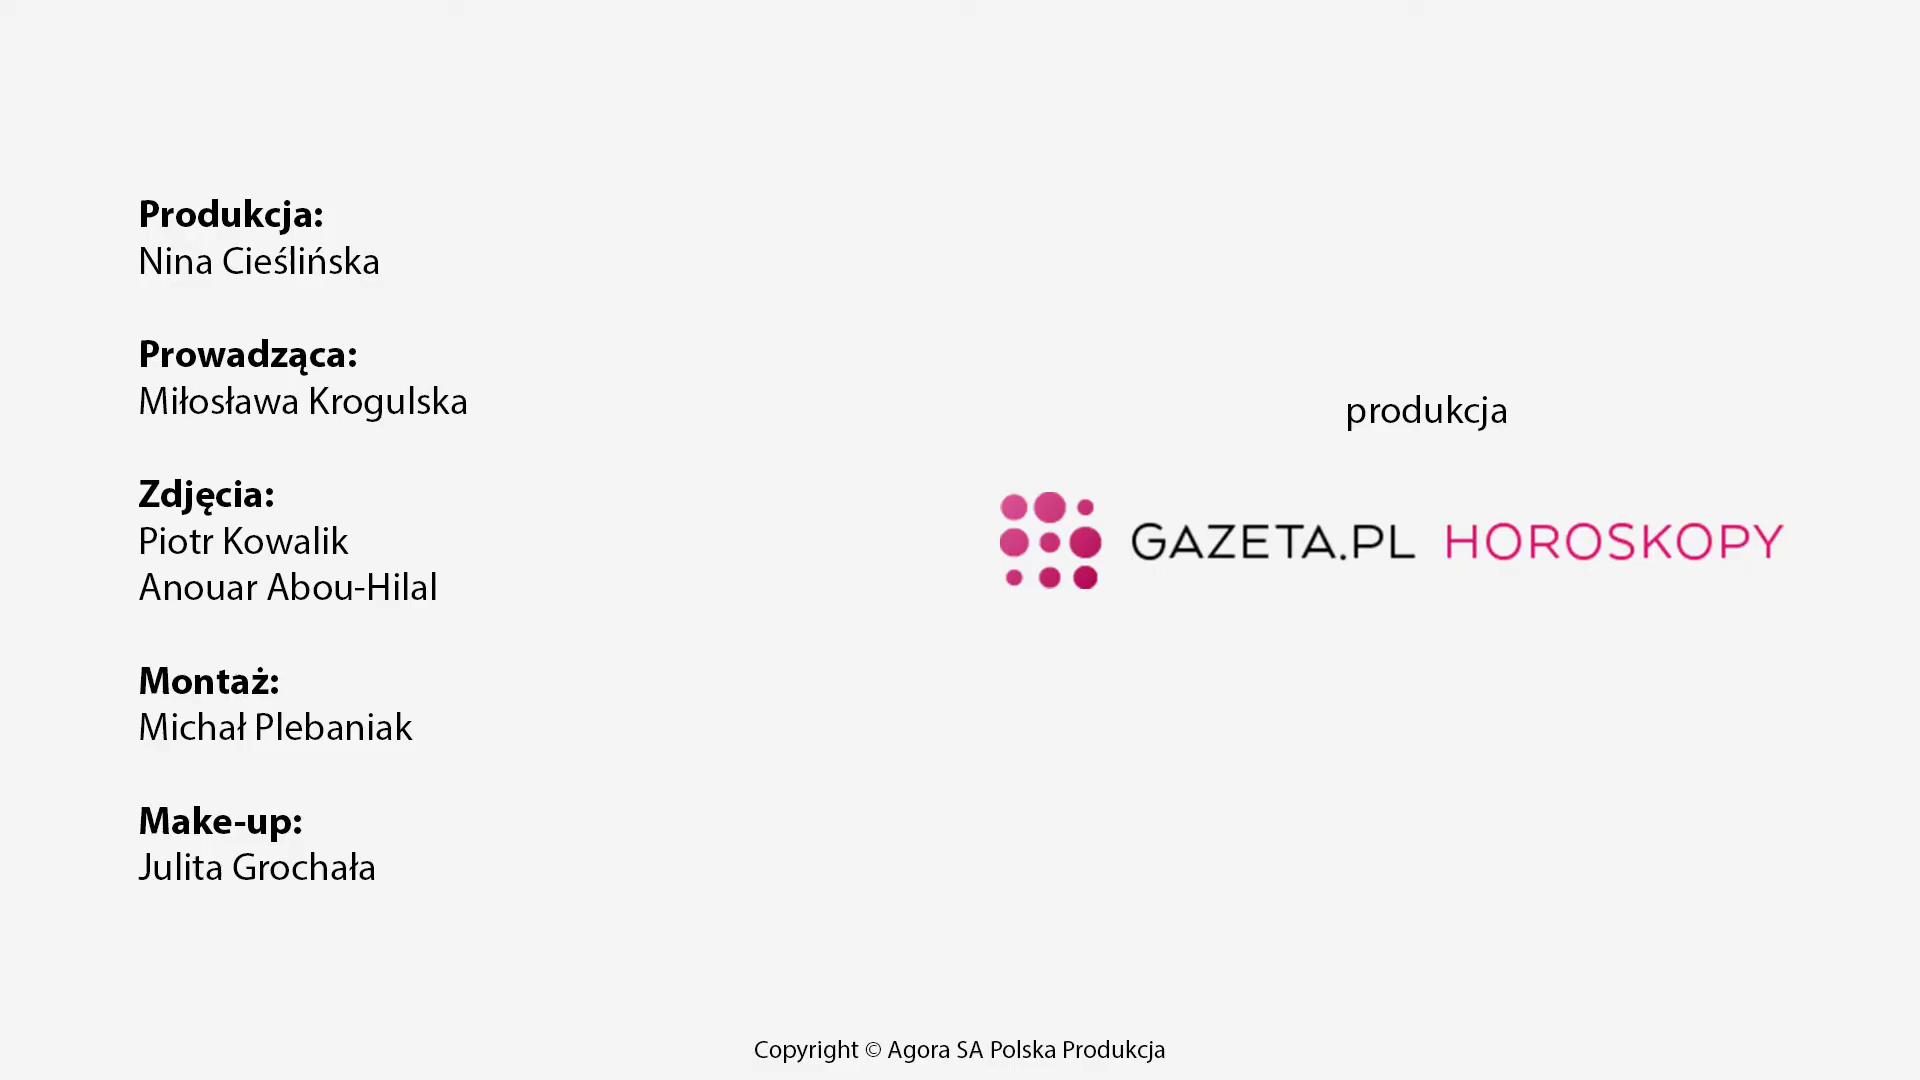 Produkcja:
Nina Cieślińska
Prowadząca:
Miłosława Krogulska
Zdjęcia:
Piotr Kowalik
Anouar Abou-Hilal
Montaż:
Michał Plebaniak
Make-up:
Julita Grochała
produkcja
GAZETA.PL HOROSKOPY
Copyright © Agora SA Polska Produkcja